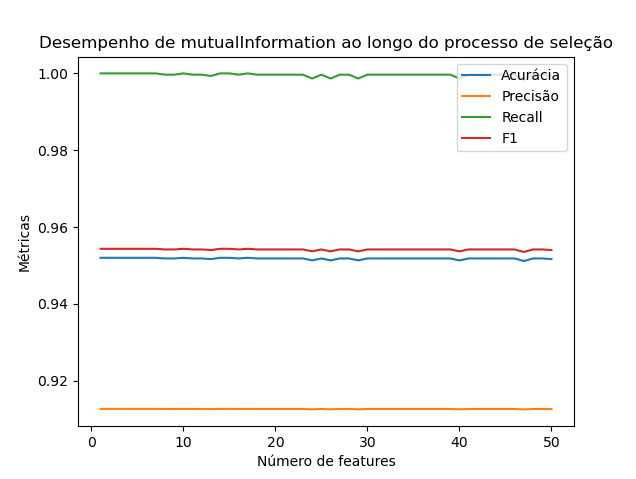 Desempenho de mutualInformation ao longo do processo de seleção
Métricas
1.00
0.98
0.96
0.94
0.92
Acurácia
Precisão
Recall
F1
0
10
20
30
40
50
Número de features